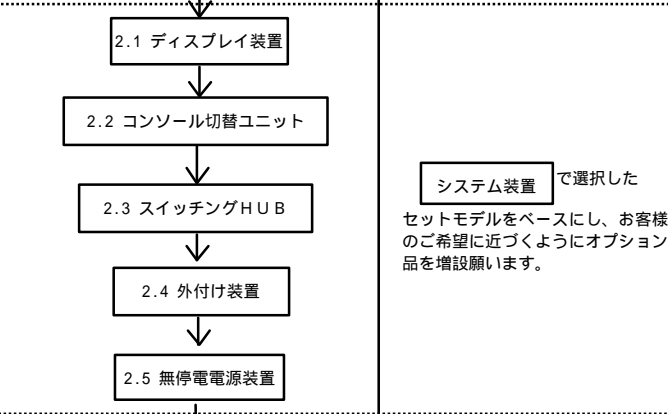 2.1 ディスプレイ装置
2.2 コンソール切替ユニット
2.3 スイッチングＨＵＢ
2.4 外付け装置
2.5 無停電電源装置
システム装置 で選択した
セットモデルをベースにし、お客様
のご希望に近づくようにオプション
品を増設願います。